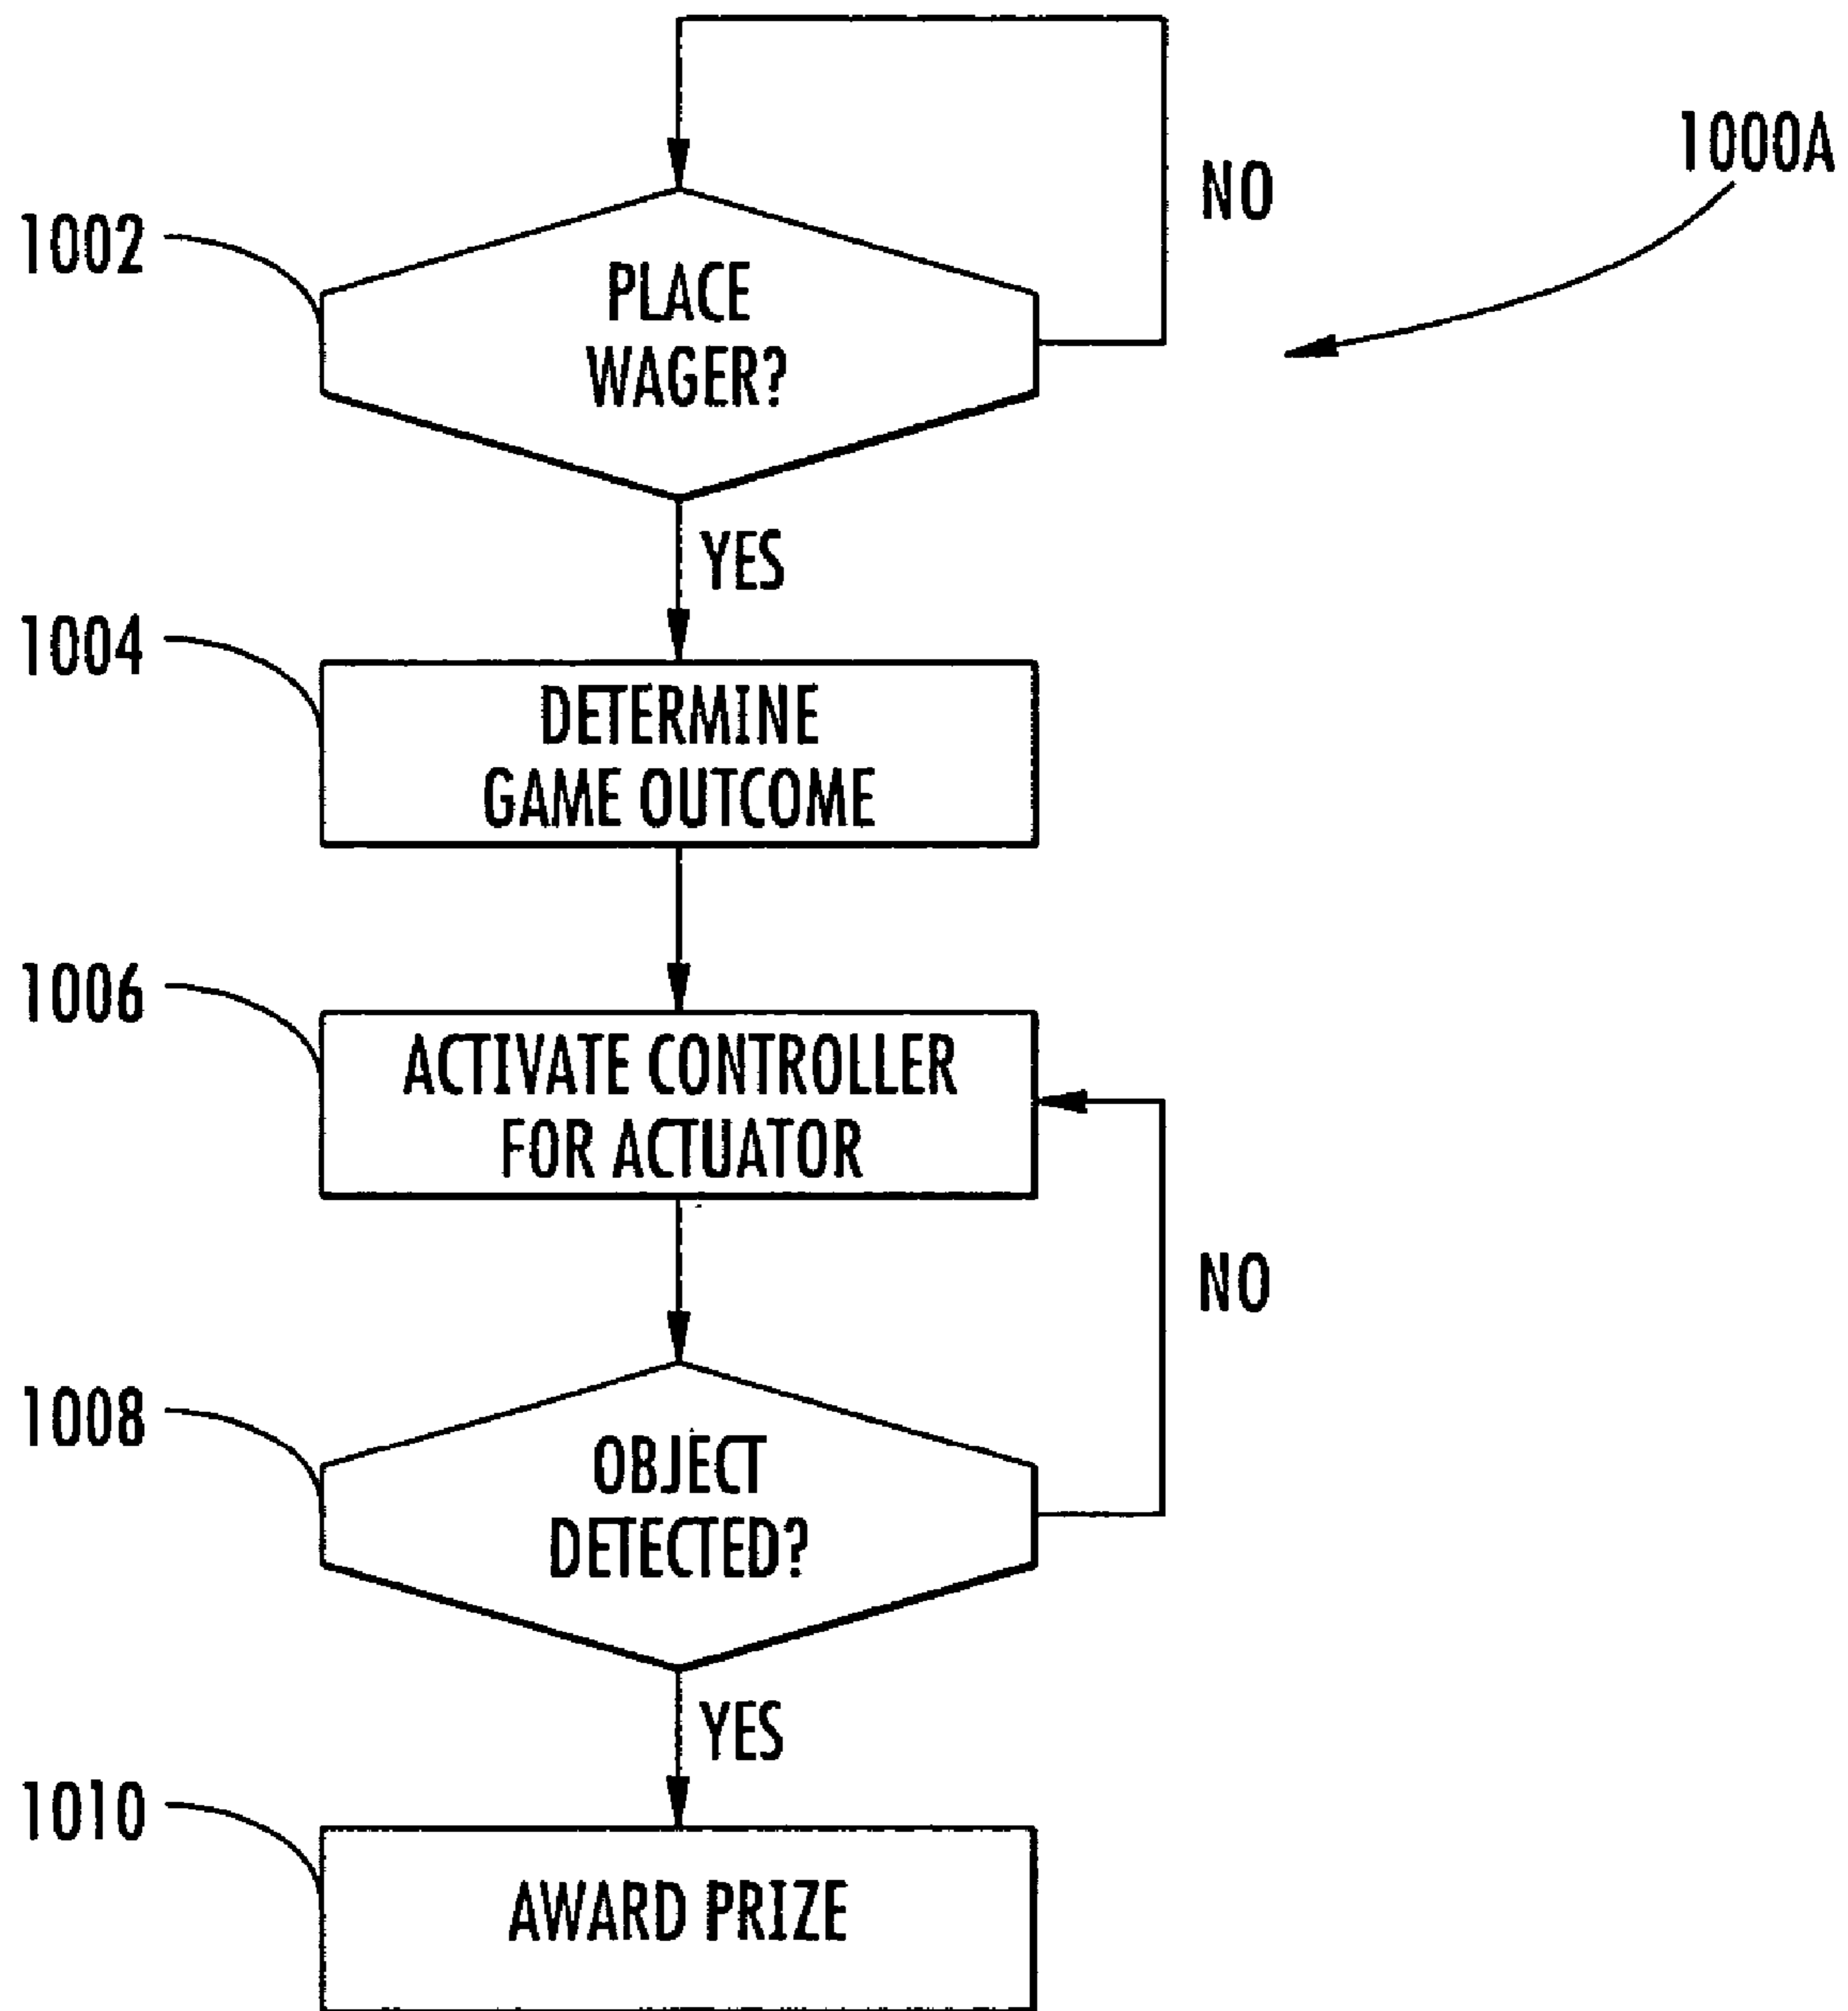 1000A
NO
1002
PLACE
WAGER?
YES
1004
DETERMINE
GAME OUTCOME
1006
ACTIVATE CONTROLLER
FOR ACTUATOR
NO
1008
OBJECT
DETECTED?
YES
1010
AWARD PRIZE